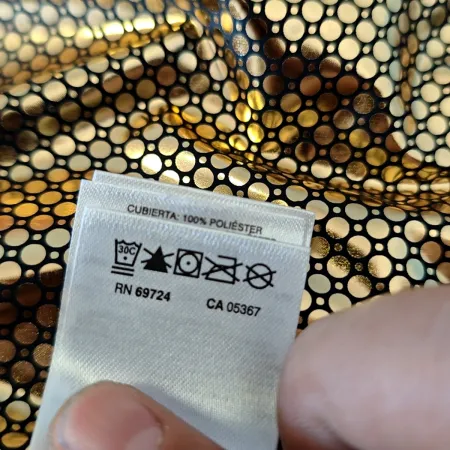 CUBIERTA: 100% POLIÉSTER
30C
RN 69724 CA 05367